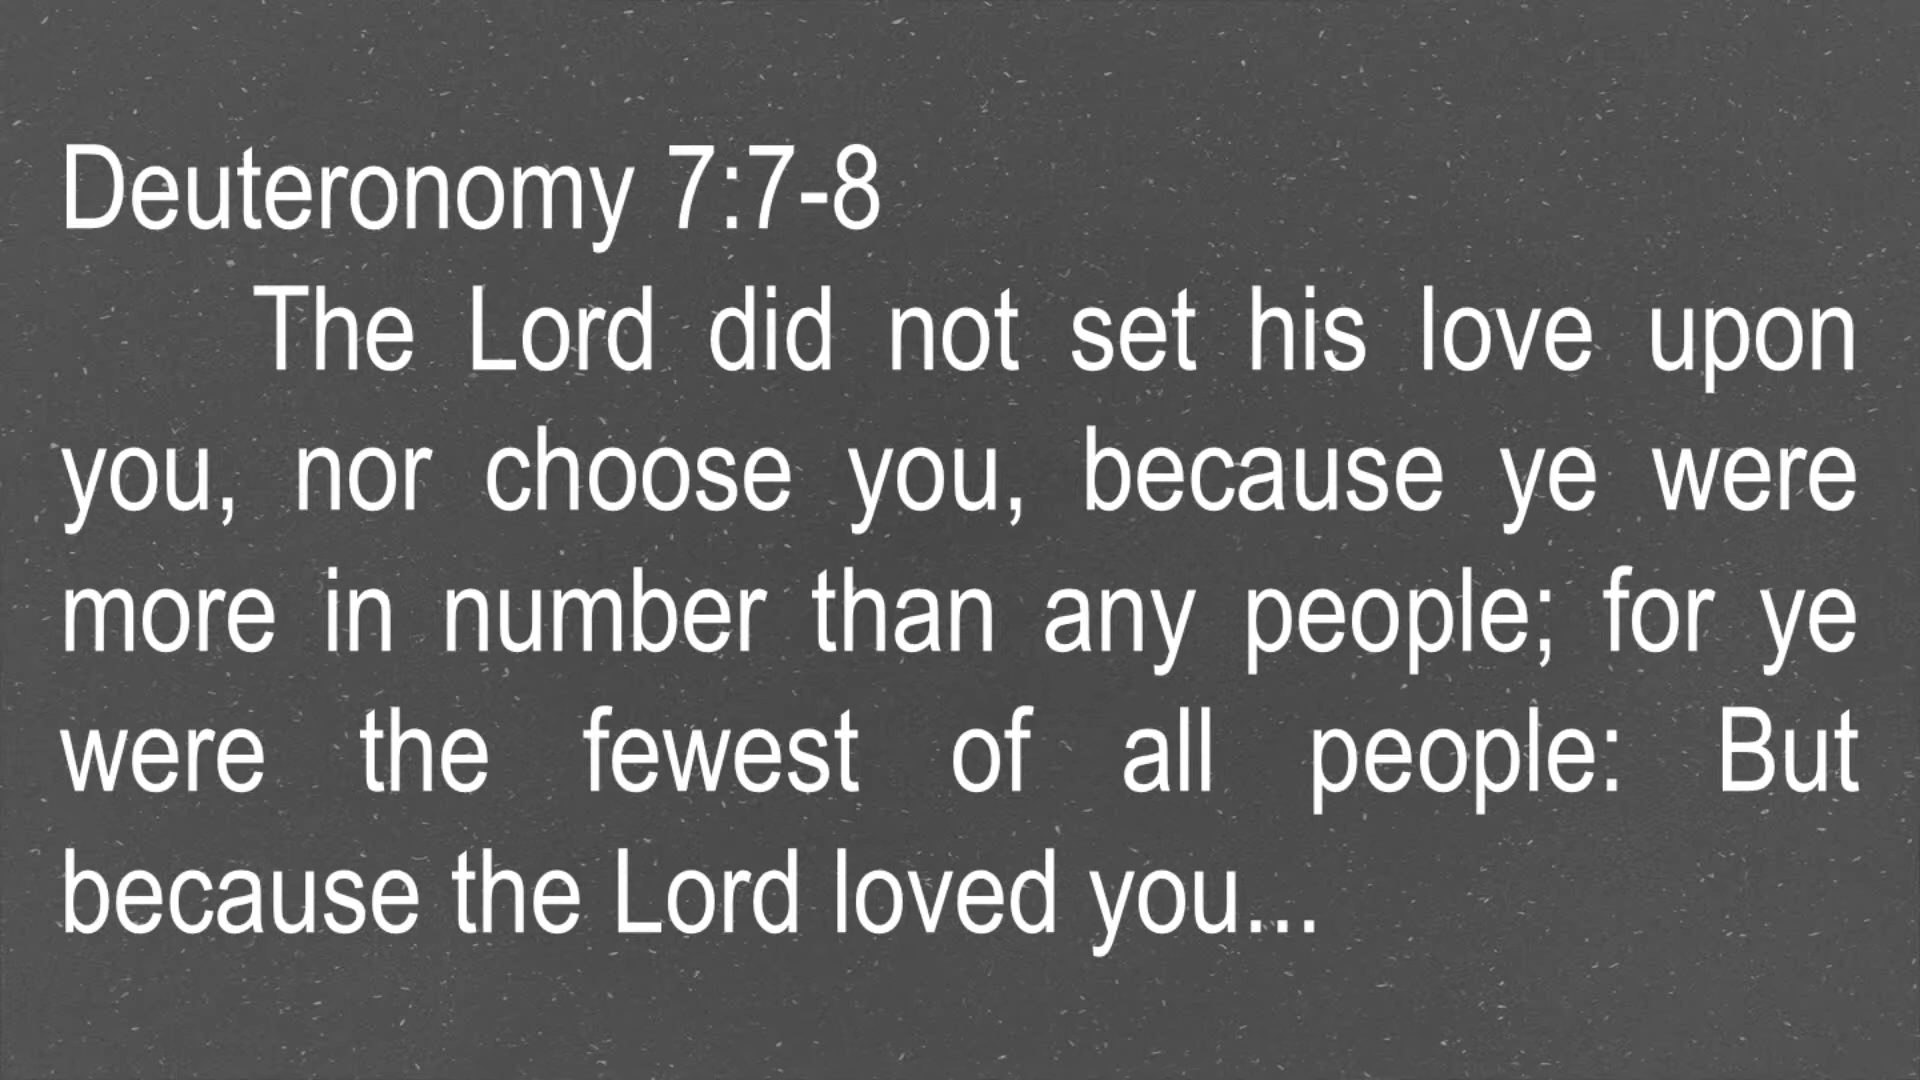 Deuteronomy 7:7-8
The Lord did not set his love upon
you, nor choose you, because ye were
more in number than any people; for ye
were the fewest of all people: But
because the Lord loved you...